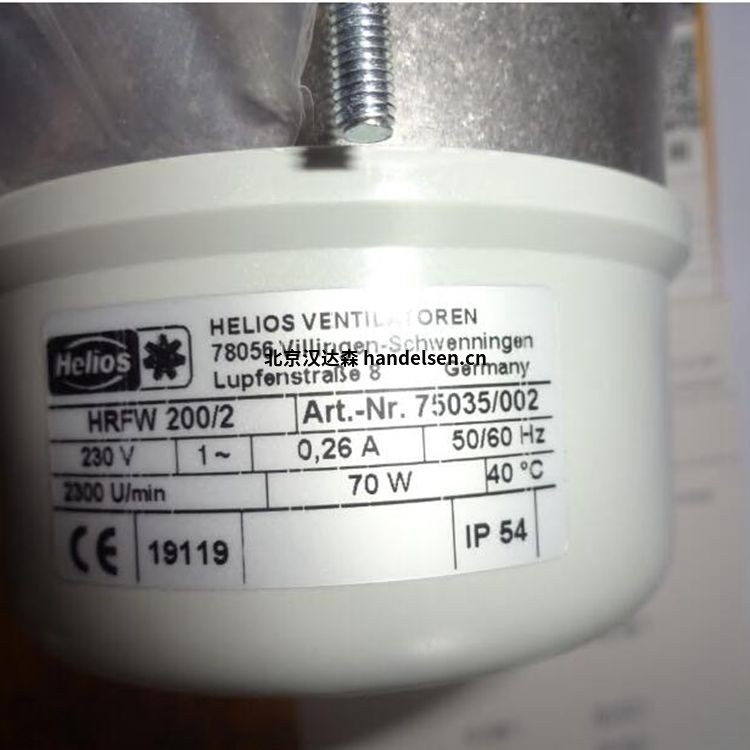 Helios
HELIOS VENTILATOREN
78056 Villingen-Schwenningen
北京汉达森 handelsen.cn
Lupfenstraße 8 Germany
HRFW 200/2 Art.-Nr. 75035/002
230 V 1~ 0,26 A 50/60 Hz
2300 U/min 70 W 40 °C
CE 19119 IP 54